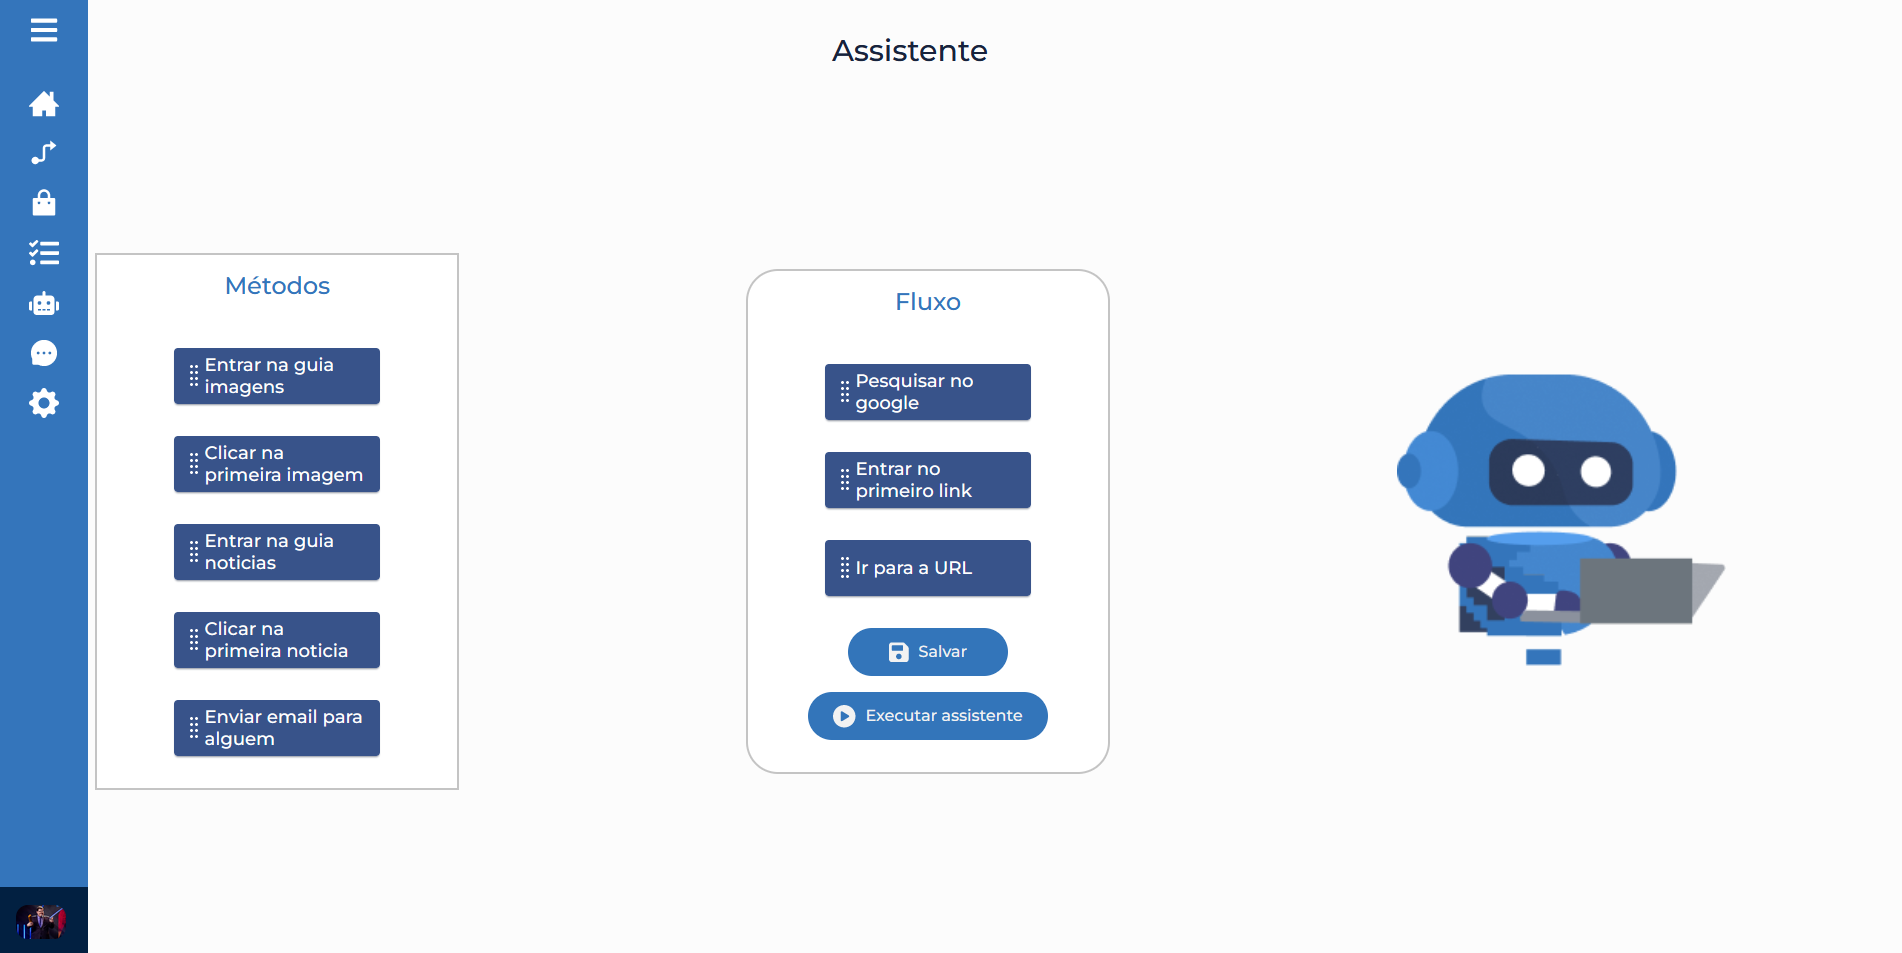 Assistente
Métodos
Entrar na guia
imagens
Clicar na
primeira imagem
Entrar na guia
noticias
Clicar na
primeira noticia
Enviar email para
alguem
Fluxo
Pesquisar no
google
Entrar no
primeiro link
Ir para a URL
Salvar
Executar assistente